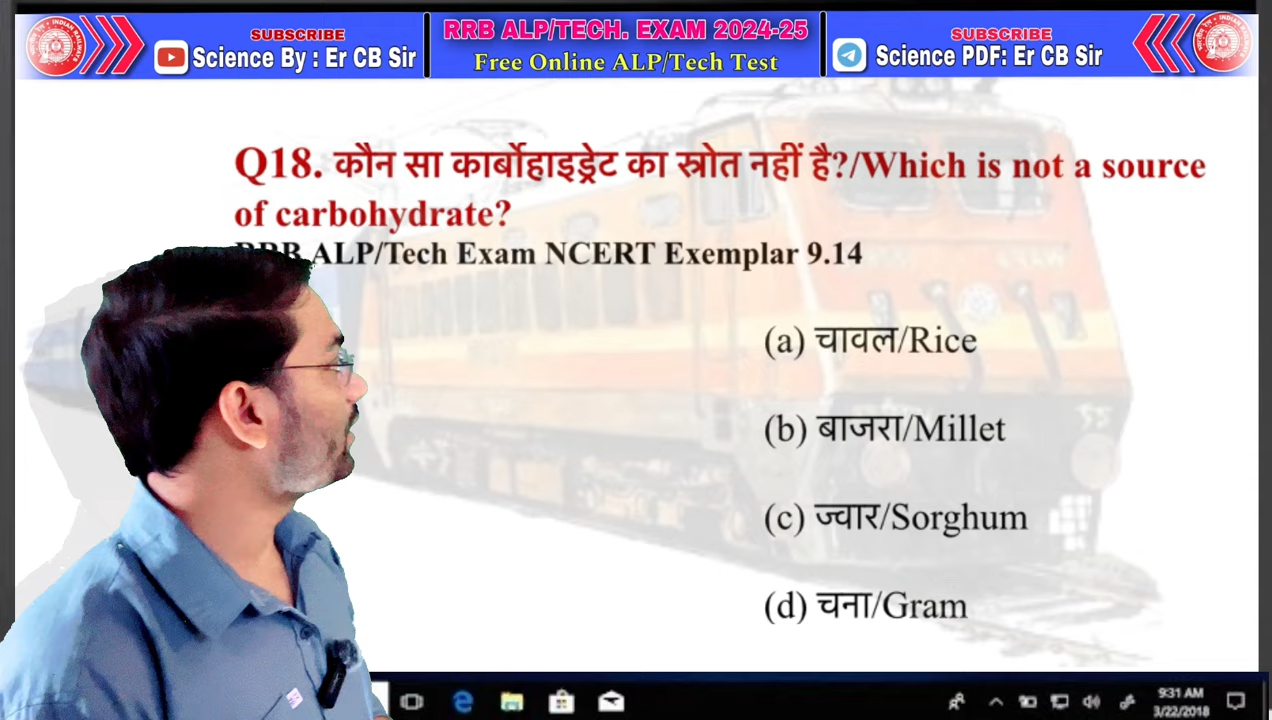 SUBSCRIBE
Science By : Er CB Sir
RRB ALP/TECH. EXAM 2024-25
Free Online ALP/Tech Test
SUBSCRIBE
Science PDF: Er CB Sir
Q18. कौन सा कार्बोहाइड्रेट का स्रोत नहीं है?/Which is not a source
of carbohydrate?
RRB ALP/Tech Exam NCERT Exemplar 9.14
(a) चावल/Rice
(b) बाजरा/Millet
(c) ज्वार/Sorghum
(d) चना/Gram
9:31 AM
3/22/2018